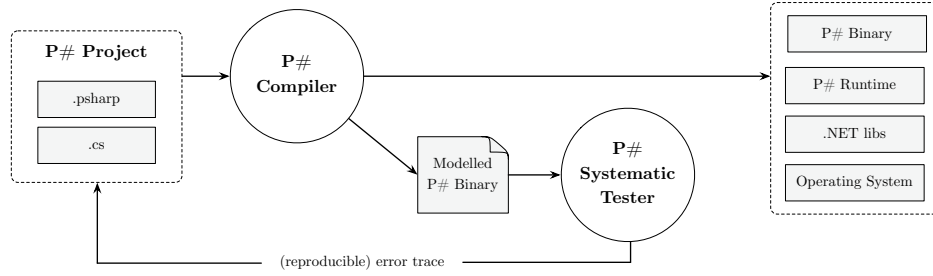 P# Project
.psharp
.cs
P#
Compiler
Modelled
P# Binary
P#
Systematic
Tester
P# Binary
P# Runtime
.NET libs
Operating System
(reproducible) error trace